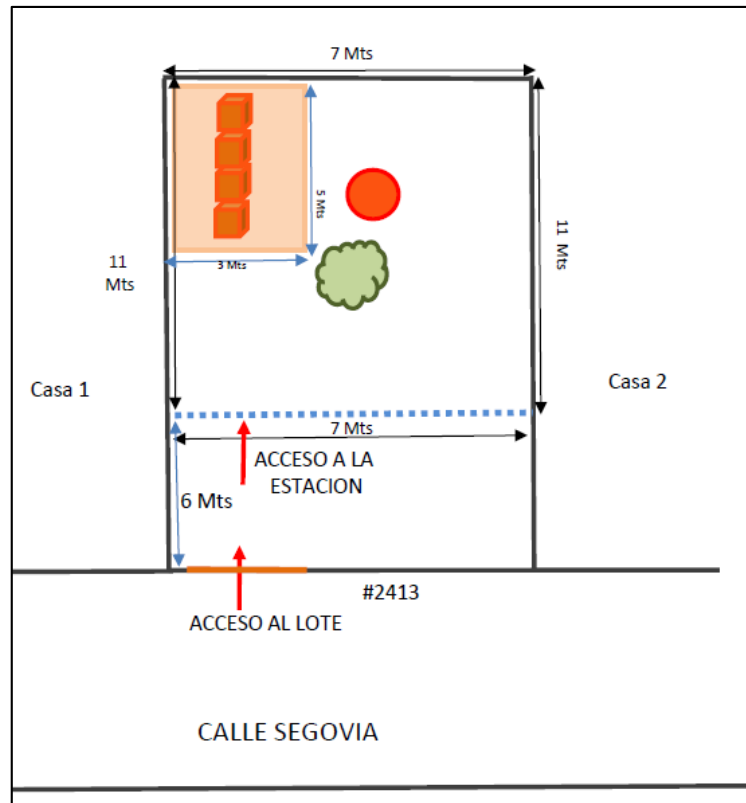 7 Mts
5 Mts
3 Mts
11
Mts
11 Mts
Casa 1
Casa 2
7 Mts
ACCESO A LA
ESTACION
6 Mts
#2413
ACCESO AL LOTE
CALLE SEGOVIA